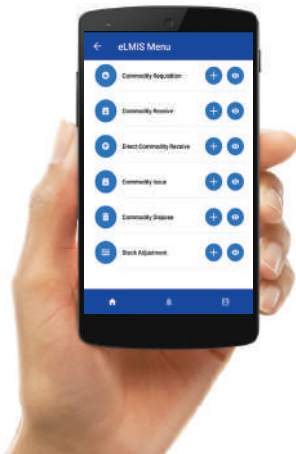 eLMIS Menu
Commodity Requisition
Commodity Receive
Direct Commodity Receive
Commodity Issue
Commodity Dispose
Stock Adjustment